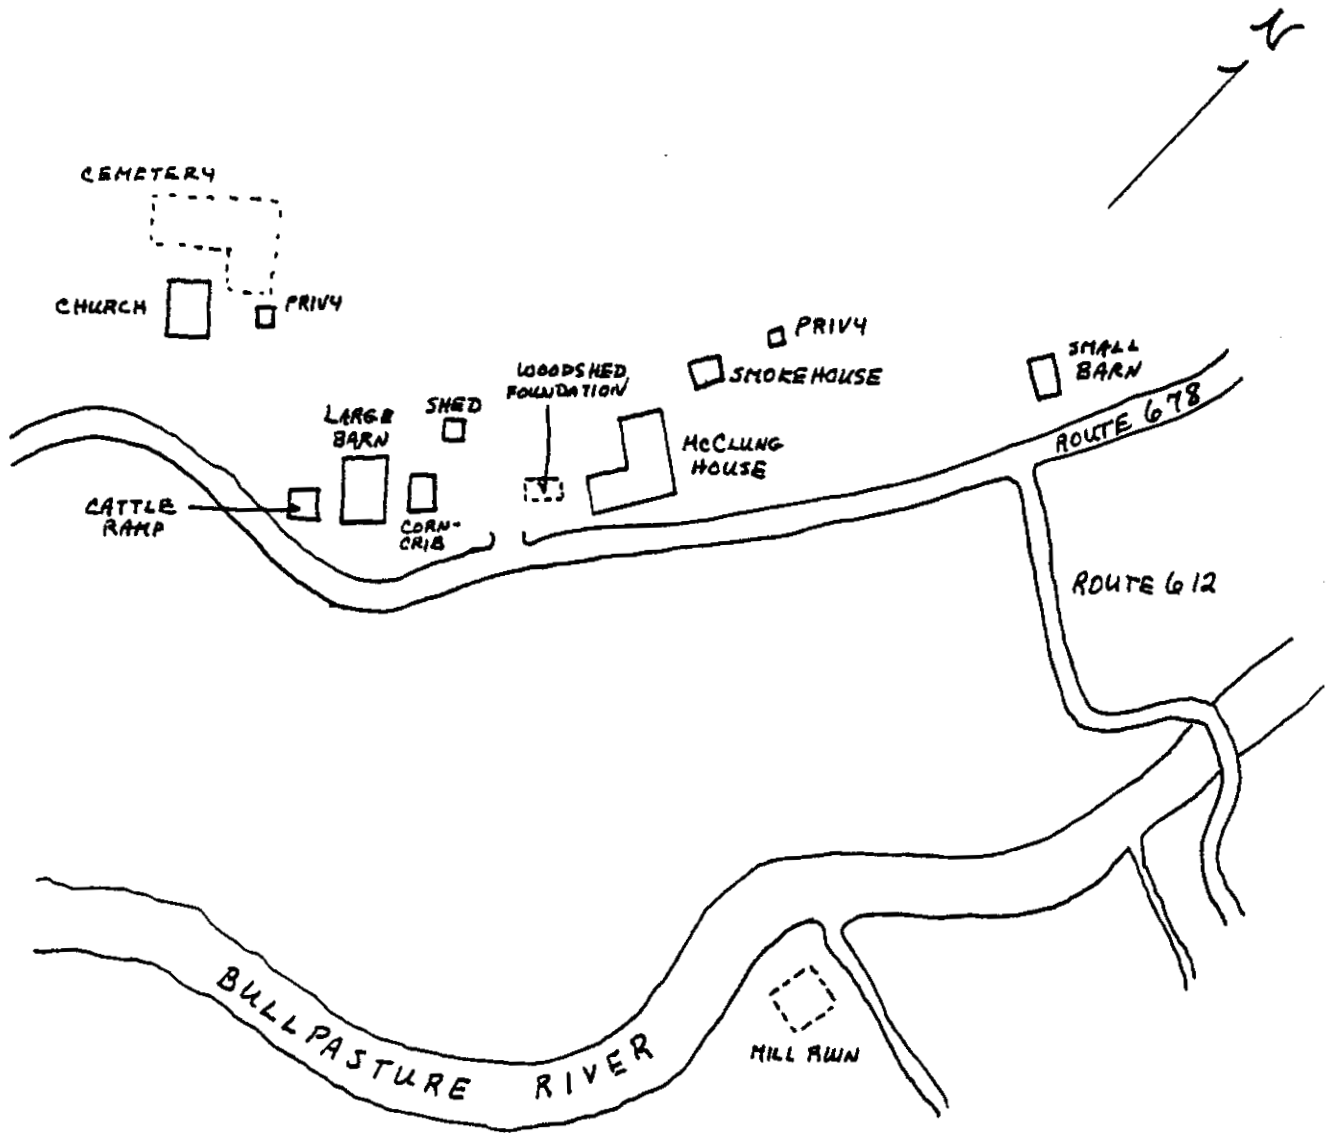 N
CEMETERY
CHURCH
PRIVY
PRIVY
SMOKEHOUSE
WOODSHED
FOUNDATION
SMALL
BARN
ROUTE 678
SHED
LARGE
BARN
McCLUNG
HOUSE
CATTLE
RAMP
CORN-
CRIB
ROUTE 612
BULLPASTURE RIVER
MILL RUIN